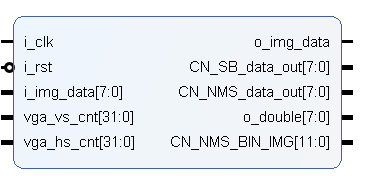 i_clk o_img_data
i_rst CN_SB_data_out[7:0]
i_img_data[7:0] CN_NMS_data_out[7:0]
vga_vs_cnt[31:0] o_double[7:0]
vga_hs_cnt[31:0] CN_NMS_BIN_IMG[11:0]